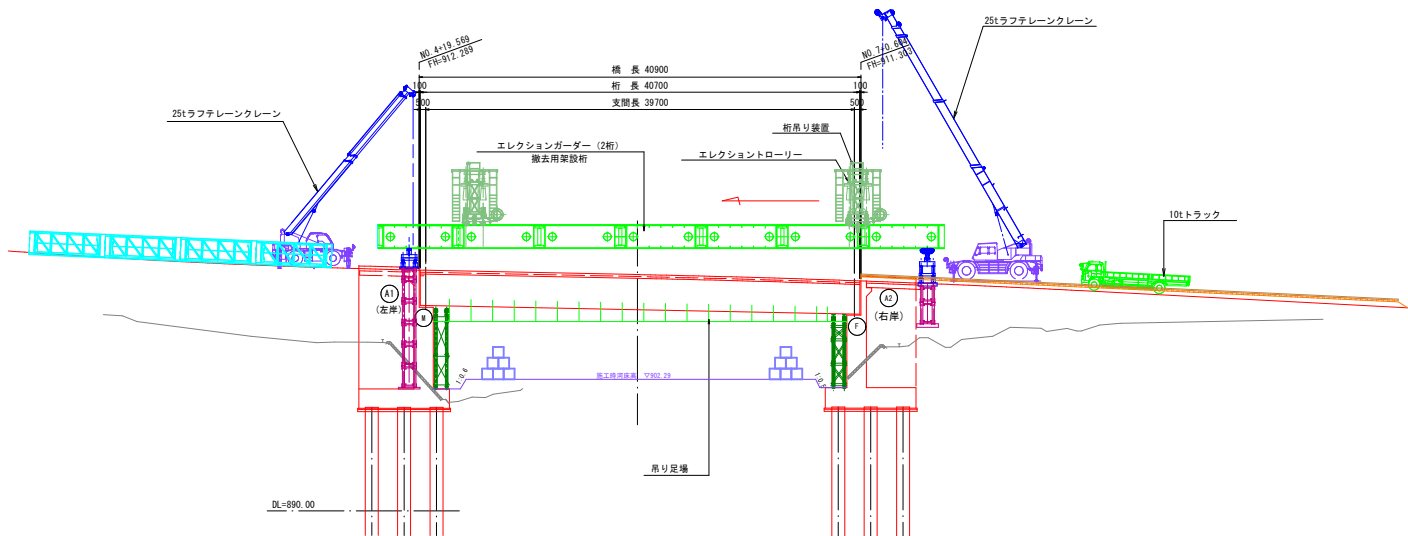 NO.4+19.569
FH=912.289
NO.7+0.694
FH=911.303
25tラフテレーンクレーン
橋 長 40900
100
100
桁 長 40700
500
500
支間長 39700
25tラフテレーンクレーン
桁吊り装置
エレクションガーダー (2桁)
撤去用架設桁
エレクショントローリー
10tトラック
A1
(左岸)
M
A2
(右岸)
F
1:0.6
施工時河床高 ▽902.29
1:0.5
吊り足場
DL=890.00